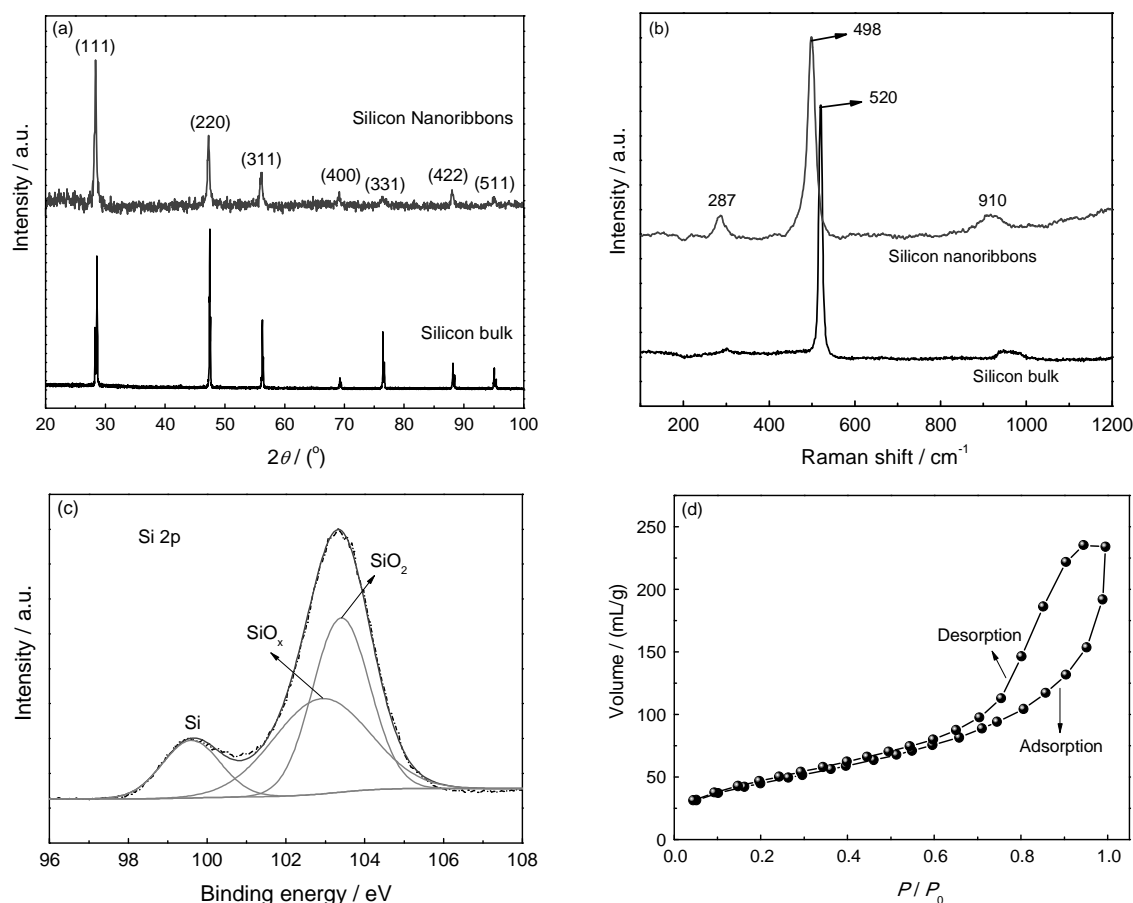 (a)
(111)
(220)
(311)
(400)
(331)
(422)
(511)
Silicon Nanoribbons
Silicon bulk
Intensity / a.u.
20 30 40 50 60 70 80 90 100
2θ / (°)
(b)
498
520
287
910
Silicon nanoribbons
Silicon bulk
Intensity / a.u.
200 400 600 800 1000 1200
Raman shift / cm⁻¹
(c)
Si 2p
SiO₂
SiOₓ
Si
Intensity / a.u.
96 98 100 102 104 106 108
Binding energy / eV
(d)
250
200
150
100
50
0
Desorption
Adsorption
Volume / (mL/g)
0.0 0.2 0.4 0.6 0.8 1.0
P / P₀